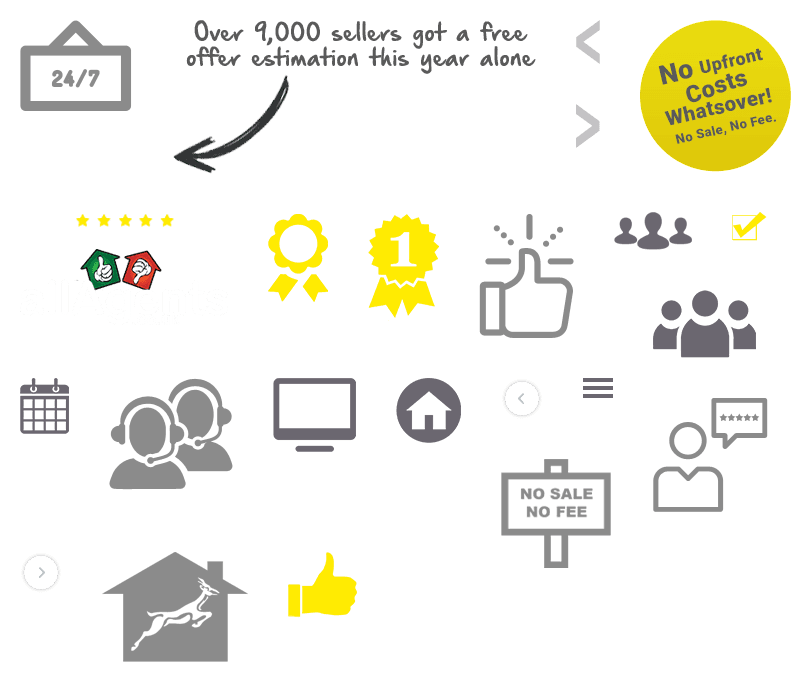 24/7
Over 9,000 sellers got a free
offer estimation this year alone
No Upfront
Costs
Whatsover!
No Sale, No Fee.
1
NO SALE
NO FEE